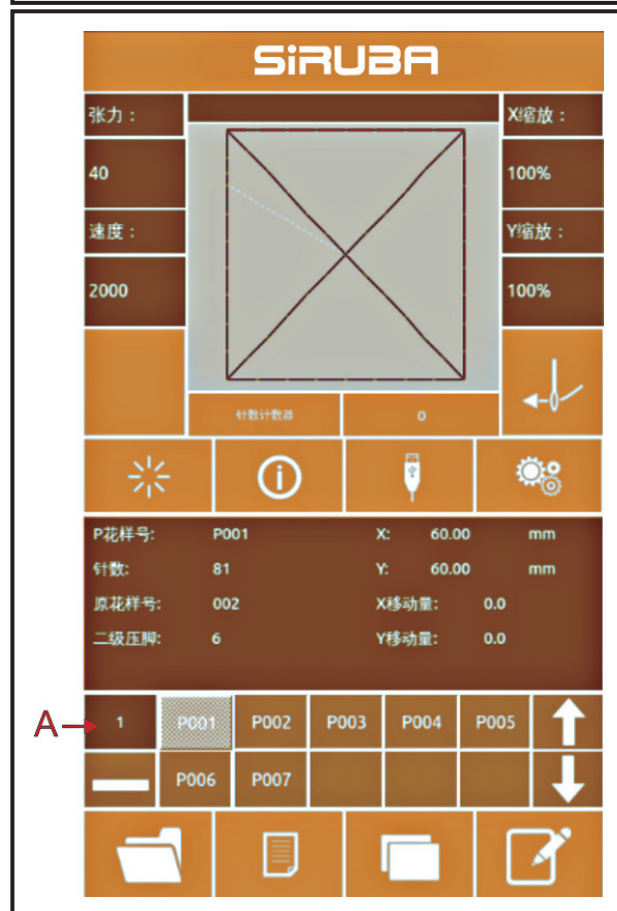 SiRUBA
张力：
X缩放：
40
100%
速度：
Y缩放：
2000
100%
针数计数器 0
P花样号: P001 X: 60.00 mm
针数: 81 Y: 60.00 mm
原花样号: 002 X移动量: 0.0
二级压脚: 6 Y移动量: 0.0
A
1 P001 P002 P003 P004 P005
P006 P007